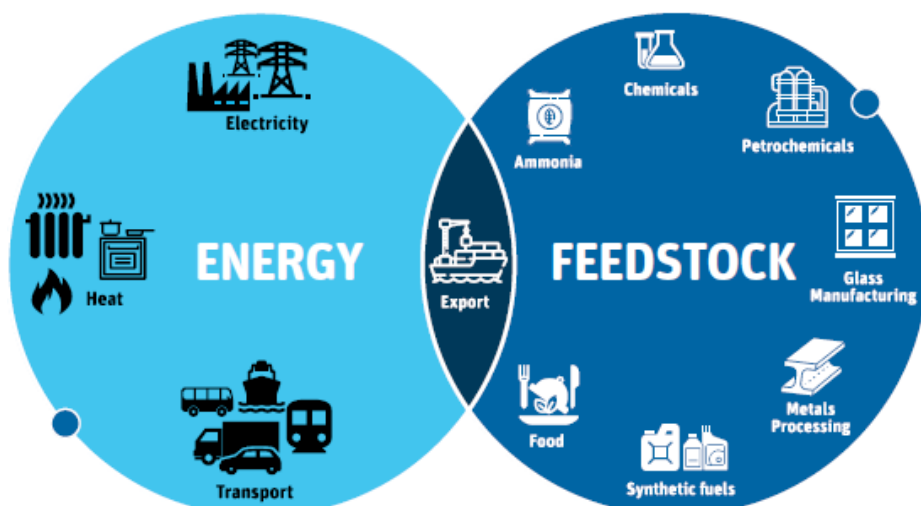 Electricity
ENERGY
Heat
Transport
Export
FEEDSTOCK
Chemicals
Ammonia
Petrochemicals
Glass
Manufacturing
Metals
Processing
Food
Synthetic fuels